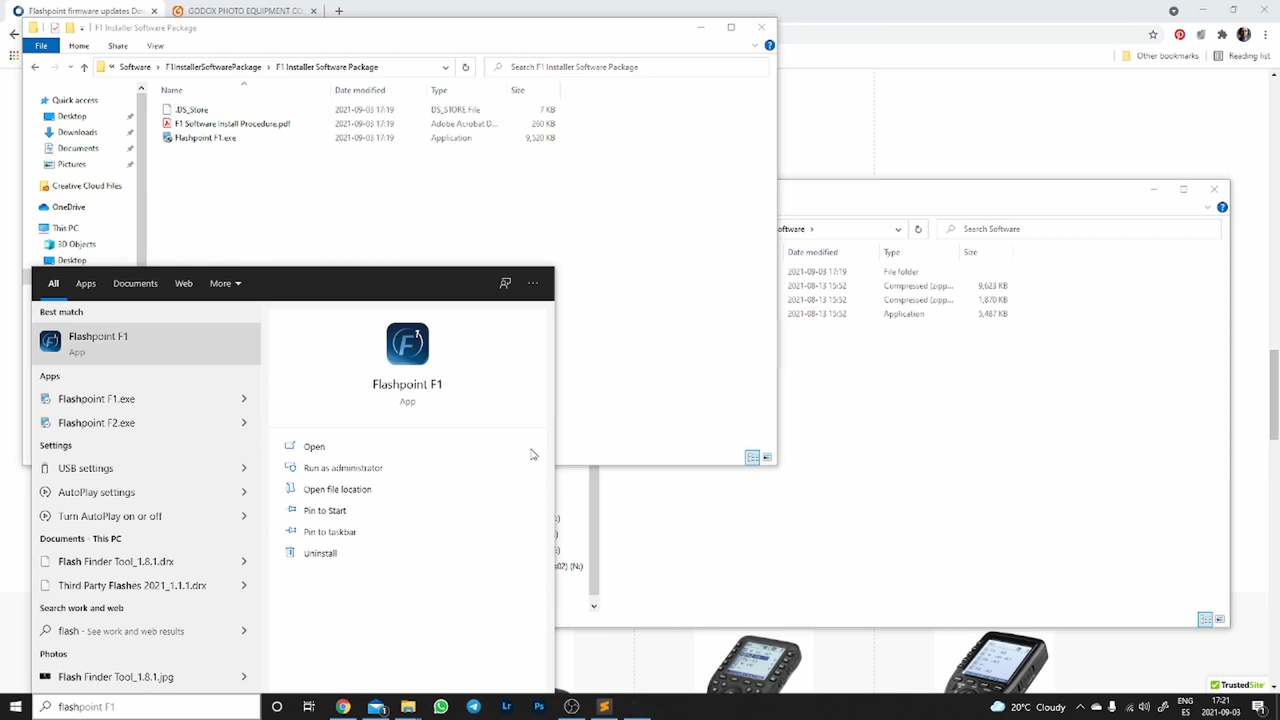 Flashpoint firmware updates Dow
GODOX PHOTO EQUIPMENT CO.
F1 Installer Software Package
File Home Share View
Other bookmarks Reading list
Software F1InstallerSoftwarePackage F1 Installer Software Package
Search F1 Installer Software Package
Name Date modified Type Size
Quick access
Desktop
Downloads
Documents
Pictures
Creative Cloud Files
OneDrive
This PC
3D Objects
Desktop
.DS_Store 2021-09-03 17:19 DS_STORE File 7 KB
F1 Software Install Procedure.pdf 2021-09-03 17:19 Adobe Acrobat D... 260 KB
Flashpoint F1.exe 2021-09-03 17:19 Application 9,520 KB
oftware
Search Software
Date modified Type Size
2021-09-03 17:19 File folder
2021-08-13 15:52 Compressed (zipp... 9,623 KB
2021-08-13 15:52 Compressed (zipp... 1,870 KB
2021-08-13 15:52 Application 5,487 KB
(N:)
All Apps Documents Web More
Best match
Flashpoint F1
App
Apps
Flashpoint F1.exe
Flashpoint F2.exe
Settings
USB settings
AutoPlay settings
Turn AutoPlay on or off
Documents - This PC
Flash Finder Tool_1.8.1.drx
Third Party Flashes 2021_1.1.1.drx
Search work and web
flash - See work and web results
Photos
Flash Finder Tool_1.8.1.jpg
Flashpoint F1
App
Open
Run as administrator
Open file location
Pin to Start
Pin to taskbar
Uninstall
TrustedSite
flashpoint F1
Lr Ps
20°C Cloudy
ENG
ES
17:21
2021-09-03